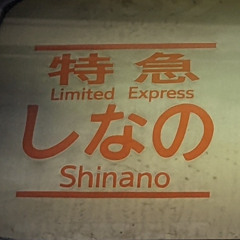 特急
Limited Express
しなの
Shinano